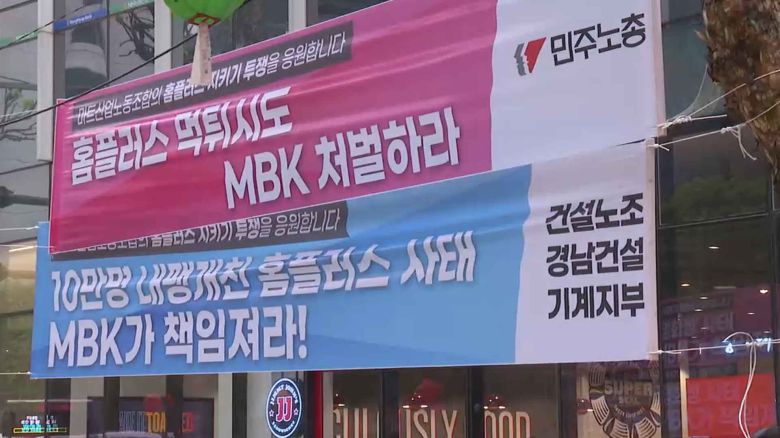 마트산업노동조합의 홈플러스 지키기 투쟁을 응원합니다
홈플러스 먹튀시도
MBK 처벌하라
민주노총
홈플러스 지키기 투쟁을 응원합니다
10만명 내팽개친 홈플러스 사태
MBK가 책임져라!
건설노조
경남건설
기계지부
JJ
SUPER